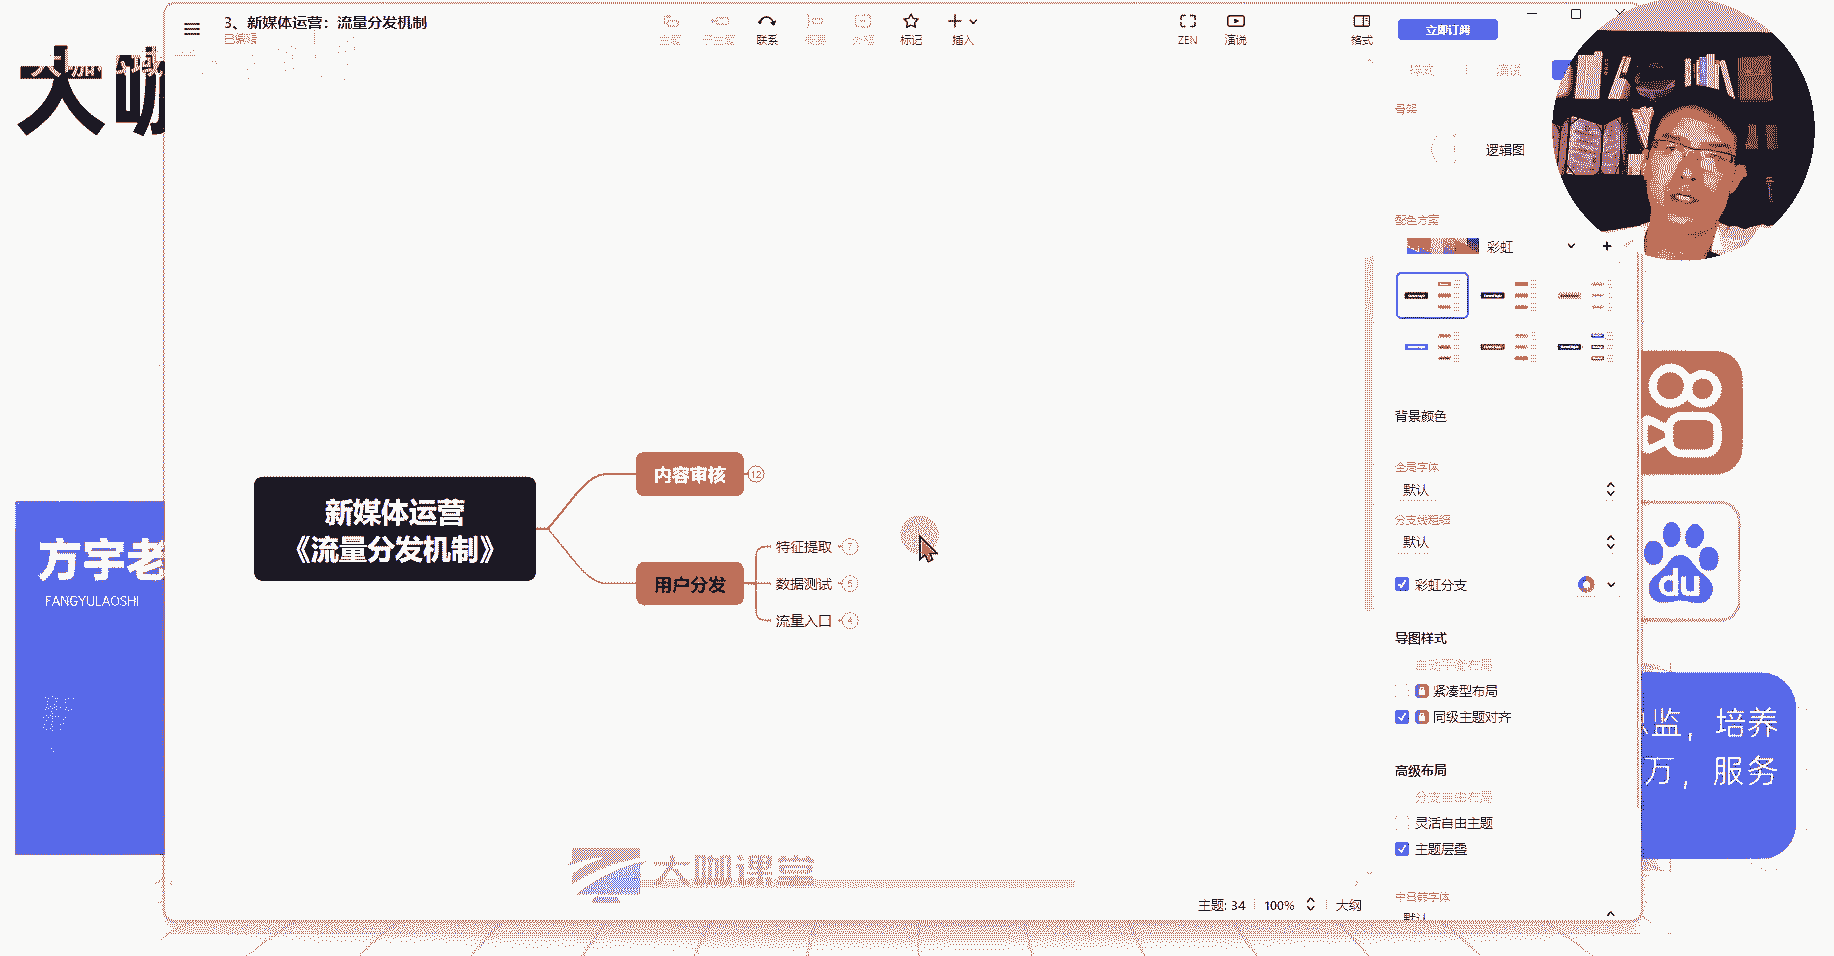 3、新媒体运营：流量分发机制
已编辑
主题
子主题
联系
概要
外框
标记
插入
ZEN
演说
格式
立即订阅
大咖
样式
演说
骨架
逻辑图
配色方案
彩虹
背景颜色
全局字体
默认
分支线粗细
默认
彩虹分支
导图样式
自动平衡布局
紧凑型布局
同级主题对齐
高级布局
分支自由布局
灵活自由主题
主题层叠
中日韩字体
默认
新媒体运营
《流量分发机制》
内容审核
12
用户分发
特征提取
7
数据测试
5
流量入口
4
方宇老
FANGYULAOSHI
du
监，培养
万，服务
大咖课堂
主题: 34
100%
大纲